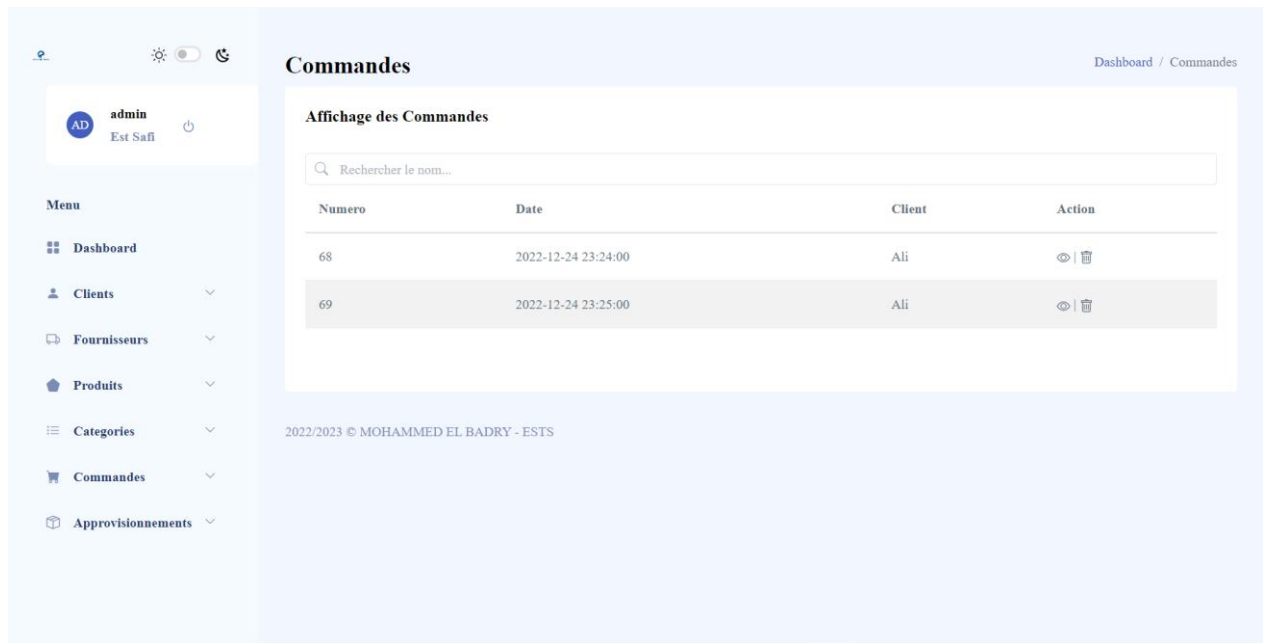 AD
admin
Est Safi
Menu
Dashboard
Clients
Fournisseurs
Produits
Categories
Commandes
Approvisionnements
Commandes
Dashboard / Commandes
Affichage des Commandes
Rechercher le nom...
Numero Date Client Action
68 2022-12-24 23:24:00 Ali |
69 2022-12-24 23:25:00 Ali |
2022/2023 © MOHAMMED EL BADRY - ESTS